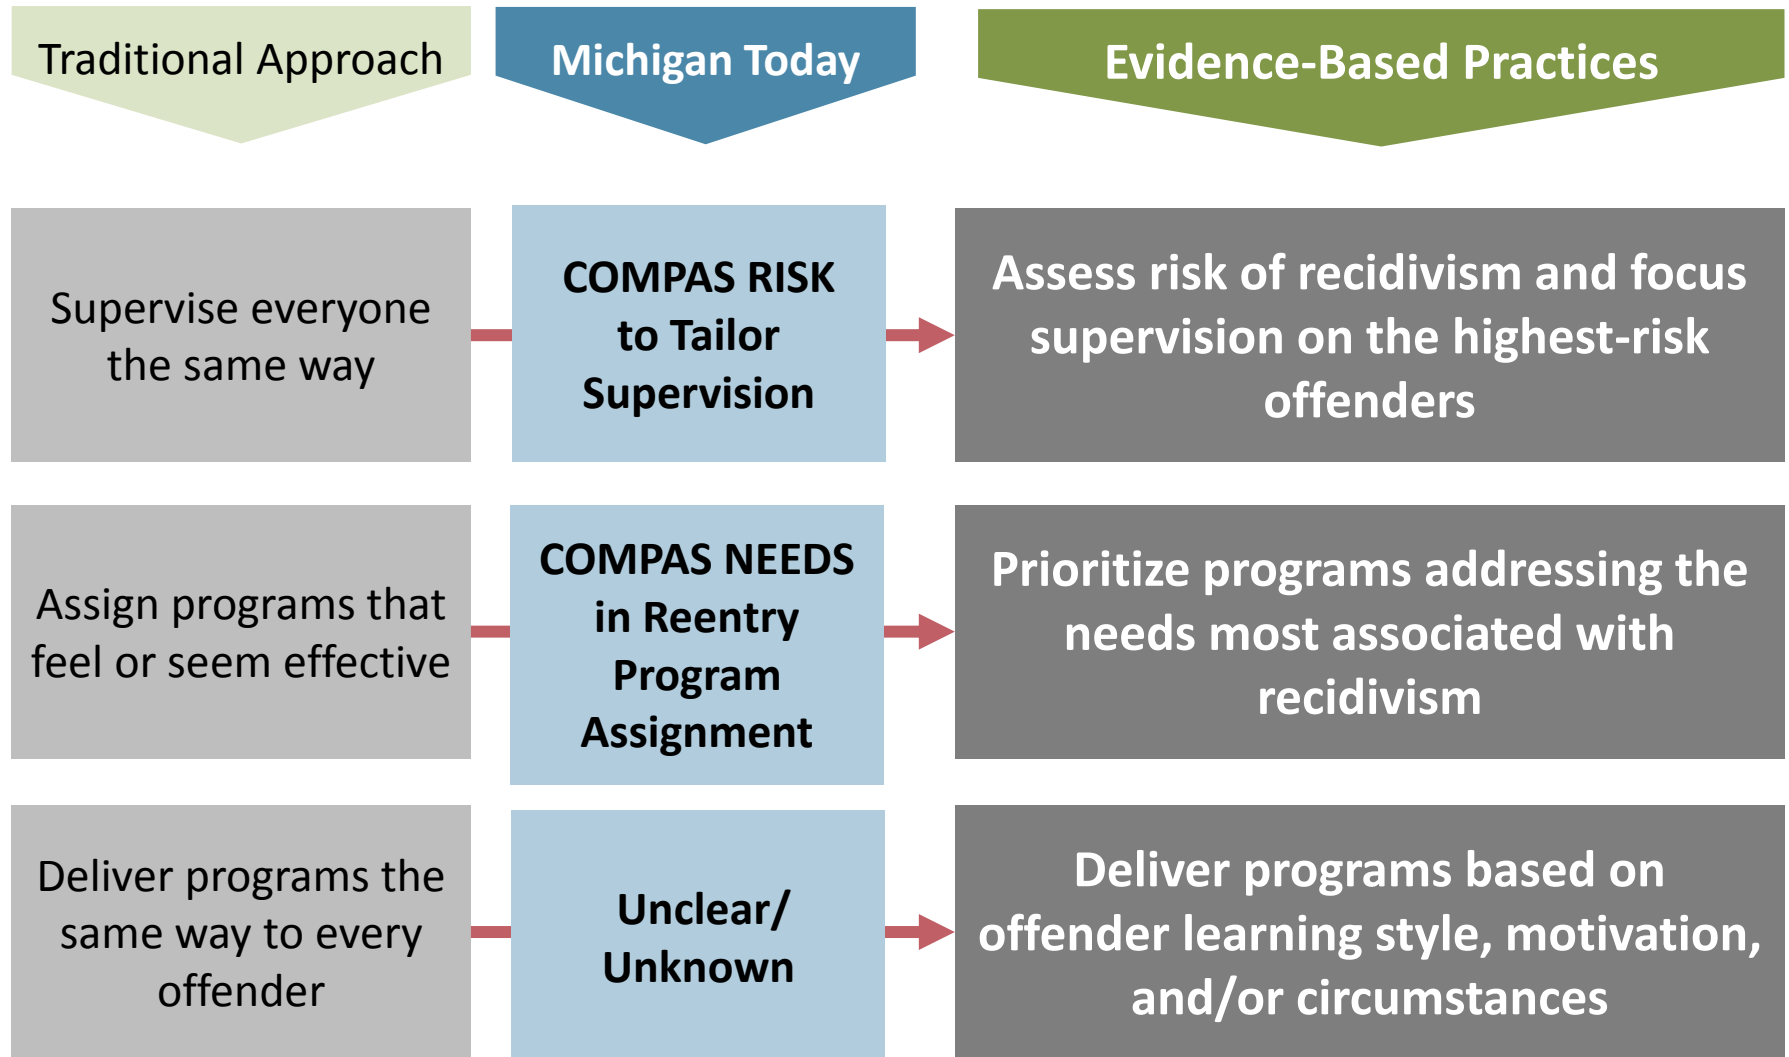 Traditional Approach
Michigan Today
Evidence-Based Practices
Supervise everyone
the same way
COMPAS RISK
to Tailor
Supervision
Assess risk of recidivism and focus
supervision on the highest-risk
offenders
Assign programs that
feel or seem effective
COMPAS NEEDS
in Reentry
Program
Assignment
Prioritize programs addressing the
needs most associated with
recidivism
Deliver programs the
same way to every
offender
Unclear/
Unknown
Deliver programs based on
offender learning style, motivation,
and/or circumstances